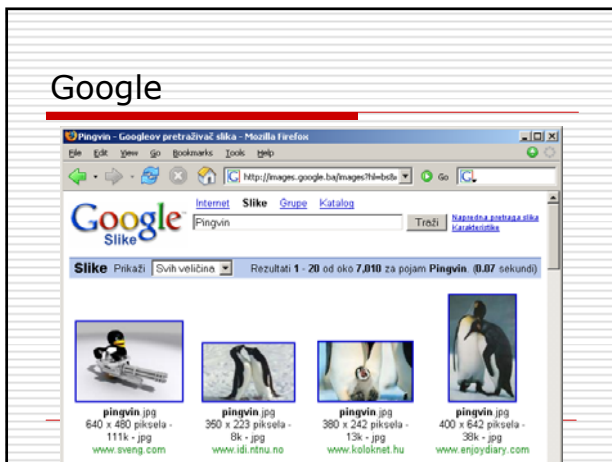 Google
Pingvin - Googleov pretraživač slika - Mozilla Firefox
File Edit View Go Bookmarks Tools Help
http://images.google.ba/images?hl=bs& Go G
Internet Slike Grupe Katalog
Google™
Slike
Pingvin Traži Napredna pretraga slika
Karakteristike
Slike Prikaži Svih veličina Rezultati 1 - 20 od oko 7,010 za pojam Pingvin. (0.07 sekundi)
pingvin.jpg pingvin.jpg pingvin.jpg pingvin.jpg
640 x 480 piksela - 350 x 223 piksela - 380 x 242 piksela - 400 x 642 piksela -
111k - jpg 8k - jpg 13k - jpg 38k - jpg
www.sveng.com www.idi.ntnu.no www.koloknet.hu www.enjoydiary.com